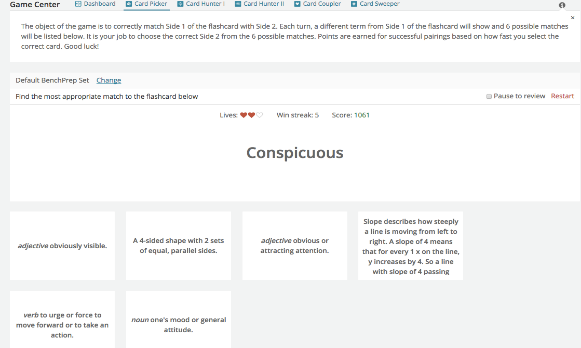 Game Center Dashboard Card Picker Card Hunter I Card Hunter II Card Coupler Card Sweeper
The object of the game is to correctly match Side 1 of the flashcard with Side 2. Each turn, a different term from Side 1 of the flashcard will show and 6 possible matches
will be listed below. It is your job to choose the correct Side 2 from the 6 possible matches. Points are earned for successful pairings based on how fast you select the
correct card. Good luck!
Default BenchPrep Set Change
Find the most appropriate match to the flashcard below Pause to review Restart
Lives: Win streak: 5 Score: 1061
Conspicuous
adjective obviously visible.
A 4-sided shape with 2 sets
of equal, parallel sides.
adjective obvious or
attracting attention.
Slope describes how steeply
a line is moving from left to
right. A slope of 4 means
that for every 1 x on the line,
y increases by 4. So a line
with slope of 4 passing
verb to urge or force to
move forward or to take an
action.
noun one's mood or general
attitude.